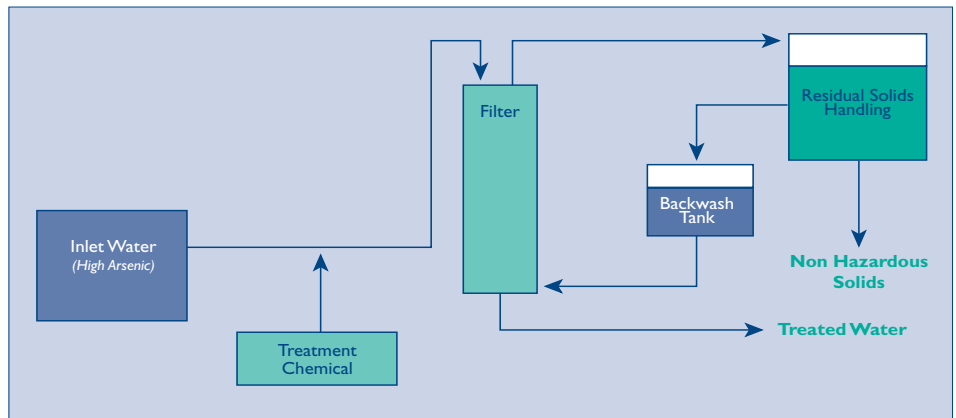 Filter
Residual Solids
Handling
Backwash
Tank
Inlet Water
(High Arsenic)
Non Hazardous
Solids
Treated Water
Treatment
Chemical